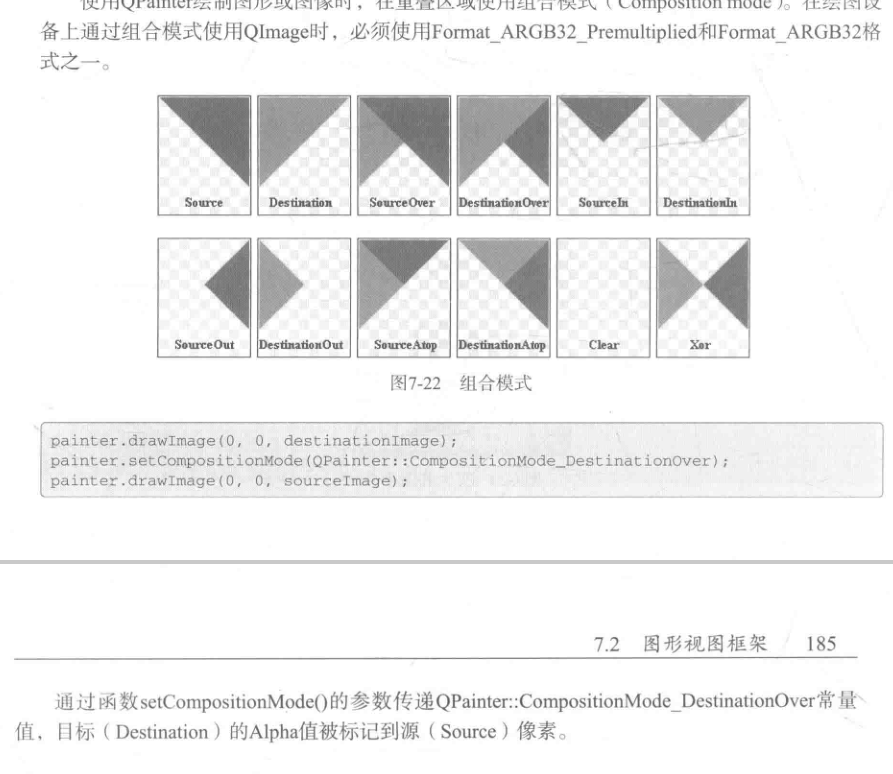 使用QPainter绘制图形或图像时，在重叠区域使用组合模式（Composition mode）。在绘图设
备上通过组合模式使用QImage时，必须使用Format_ARGB32_Premultiplied和Format_ARGB32格
式之一。
Source Destination SourceOver DestinationOver SourceIn DestinationIn
SourceOut DestinationOut SourceAtop DestinationAtop Clear Xor
图7-22 组合模式
painter.drawImage(0, 0, destinationImage);
painter.setCompositionMode(QPainter::CompositionMode_DestinationOver);
painter.drawImage(0, 0, sourceImage);
7.2 图形视图框架 185
通过函数setCompositionMode()的参数传递QPainter::CompositionMode_DestinationOver常量
值，目标（Destination）的Alpha值被标记到源（Source）像素。